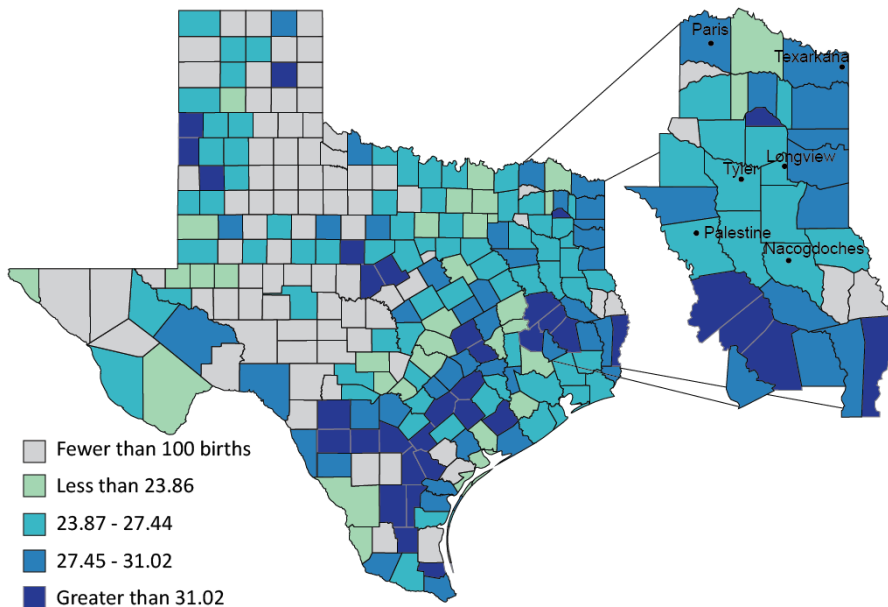 Paris
Texarkana
Longview
Tyler
Palestine
Nacogdoches
Fewer than 100 births
Less than 23.86
23.87 - 27.44
27.45 - 31.02
Greater than 31.02